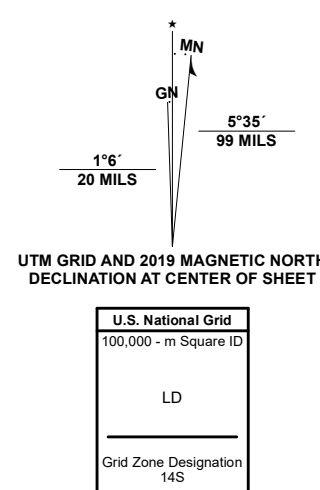 ★
MN
GN
5°35´
99 MILS
1°6´
20 MILS
UTM GRID AND 2019 MAGNETIC NORTH
DECLINATION AT CENTER OF SHEET
U.S. National Grid
100,000 - m Square ID
LD
Grid Zone Designation
14S